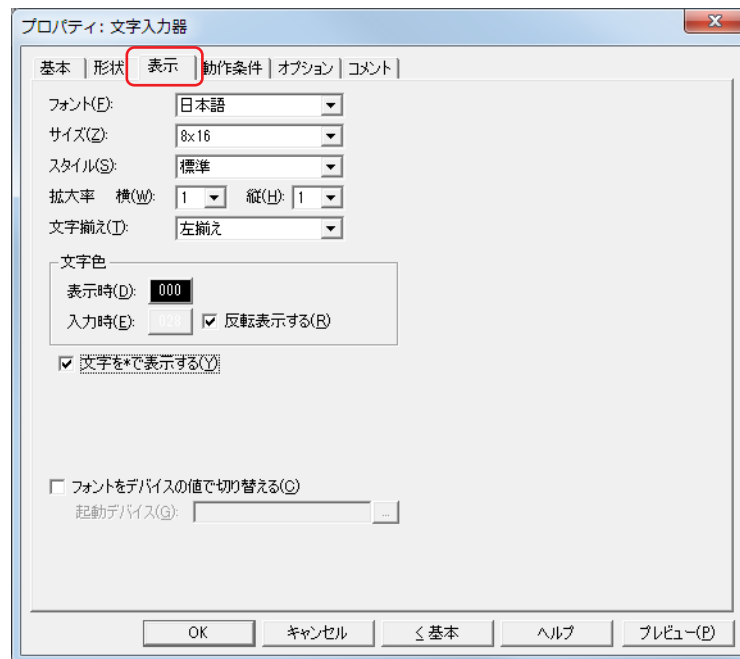 プロパティ: 文字入力器
基本 形状 表示 動作条件 オプション コメント
フォント(F): 日本語
サイズ(Z): 8×16
スタイル(S): 標準
拡大率 横(W): 1 縦(H): 1
文字揃え(T): 左揃え
文字色
表示時(D): 000
入力時(E): 028 反転表示する(R)
文字を*で表示する(Y)
フォントをデバイスの値で切り替える(C)
起動デバイス(G): ...
OK キャンセル < 基本 ヘルプ プレビュー(P)